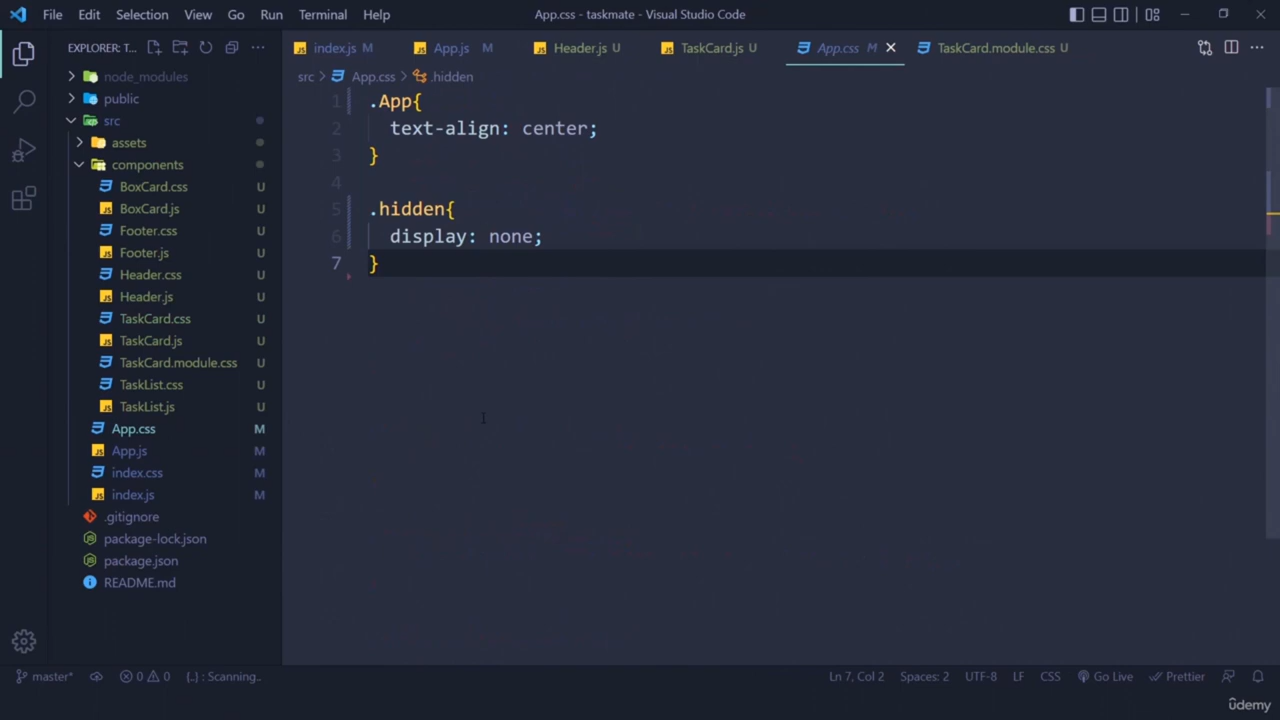 File Edit Selection View Go Run Terminal Help App.css - taskmate - Visual Studio Code
EXPLORER: T...
index.js M App.js M Header.js U TaskCard.js U App.css M TaskCard.module.css U
src > App.css > .hidden
node_modules
public
src
assets
components
BoxCard.css U
BoxCard.js U
Footer.css U
Footer.js U
Header.css U
Header.js U
TaskCard.css U
TaskCard.js U
TaskCard.module.css U
TaskList.css U
TaskList.js U
App.css M
App.js M
index.css M
index.js M
.gitignore
package-lock.json
package.json
README.md
1 .App{
2 text-align: center;
3 }
4
5 .hidden{
6 display: none;
7 }
master* 0 0 {..} : Scanning.. Ln 7, Col 2 Spaces: 2 UTF-8 LF CSS Go Live Prettier
ûdemy